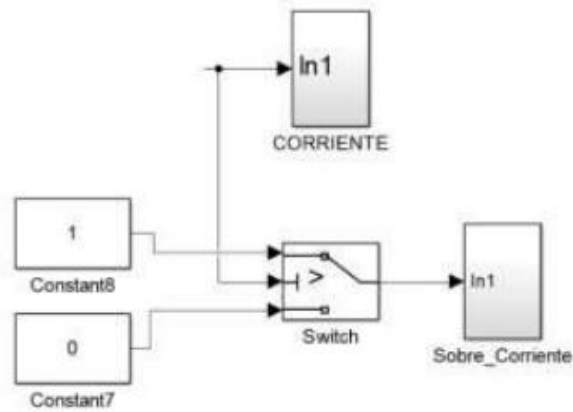 In1
CORRIENTE
1
Constant8
>
Switch
In1
Sobre_Corriente
0
Constant7